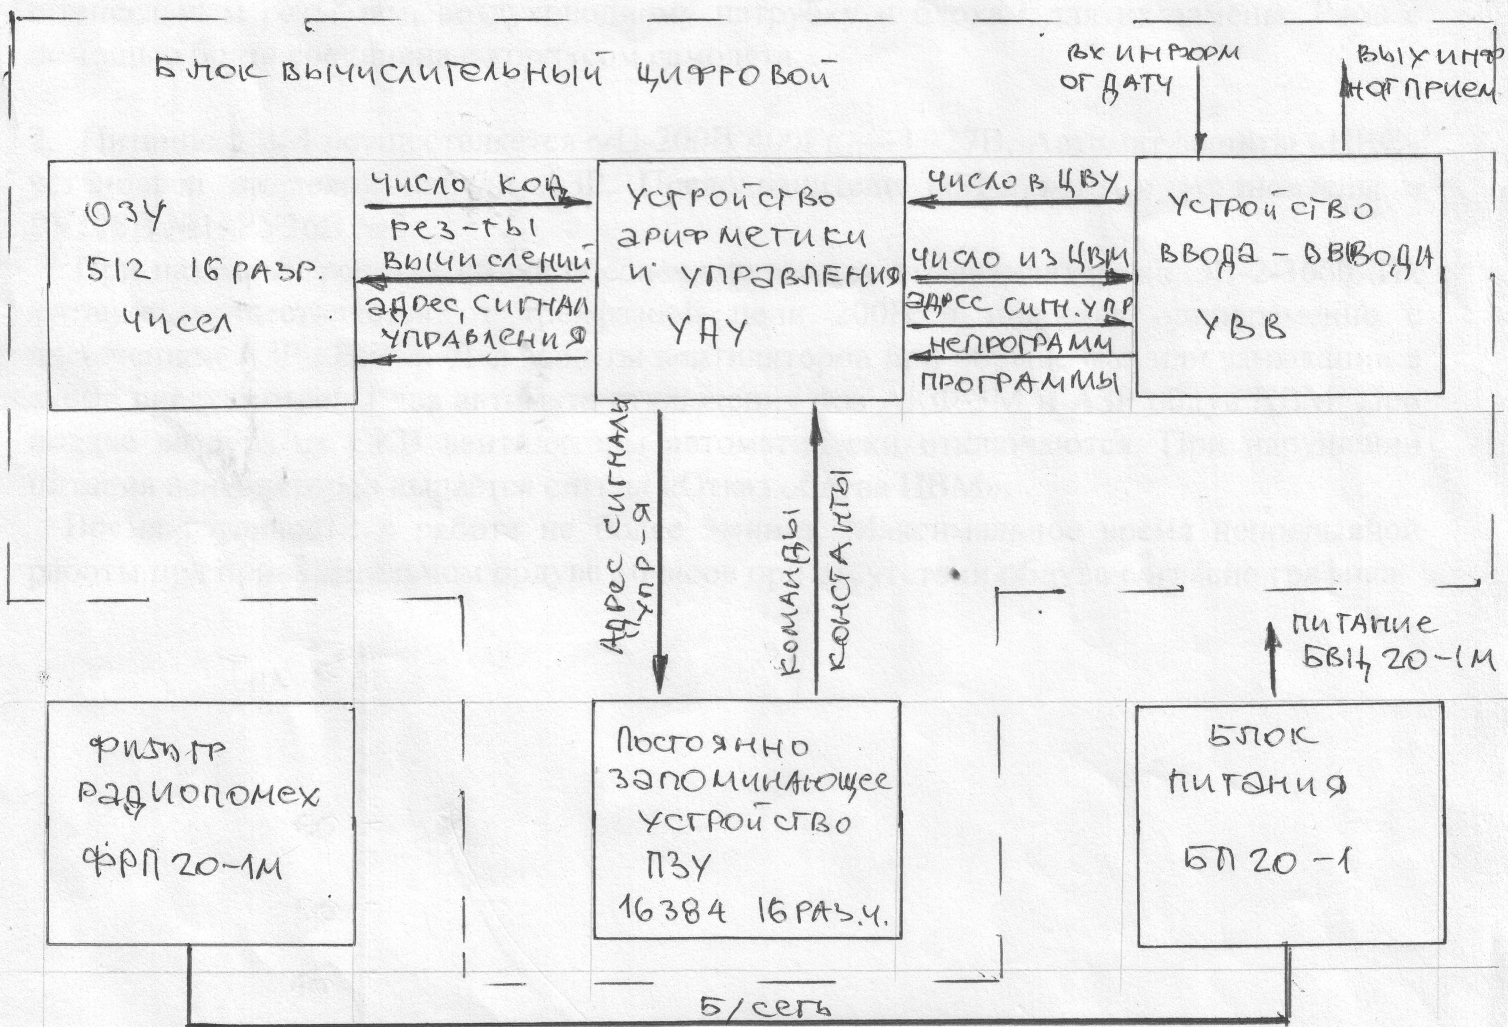 БЛОК ВЫЧИСЛИТЕЛЬНЫЙ ЦИФРОВОЙ
ВХ ИНФОРМ
ОТ ДАТЧ
ВЫХ ИНФ
НОТ ПРИЕМ
ОЗУ
512 16 РАЗР.
ЧИСЕЛ
ЧИСЛО КОД
РЕЗ-ТЫ
ВЫЧИСЛЕНИЙ
АДРЕС, СИГНАЛ
УПРАВЛЕНИЯ
УСТРОЙСТВО
АРИФМЕТИКИ
И УПРАВЛЕНИЯ
УАУ
ЧИСЛО В ЦВУ
ЧИСЛО ИЗ ЦВМ
АДРЕС СИГН. УПР
НЕПРОГРАММ
ПРОГРАММЫ
УСТРОЙСТВО
ВВОДА - ВЫВОДА
УВВ
АДРЕС СИГНАЛЫ
УПР Я
КОМАНДЫ
КОНСТАНТЫ
ПИТАНИЕ
БВЦ 20-1М
ФИЛЬТР
РАДИОПОМЕХ
ФРП 20-1М
ПОСТОЯННО
ЗАПОМИНАЮЩЕЕ
УСТРОЙСТВО
ПЗУ
16384 16 РАЗ.Ч.
БЛОК
ПИТАНИЯ
БП 20-1
Б/СЕТЬ